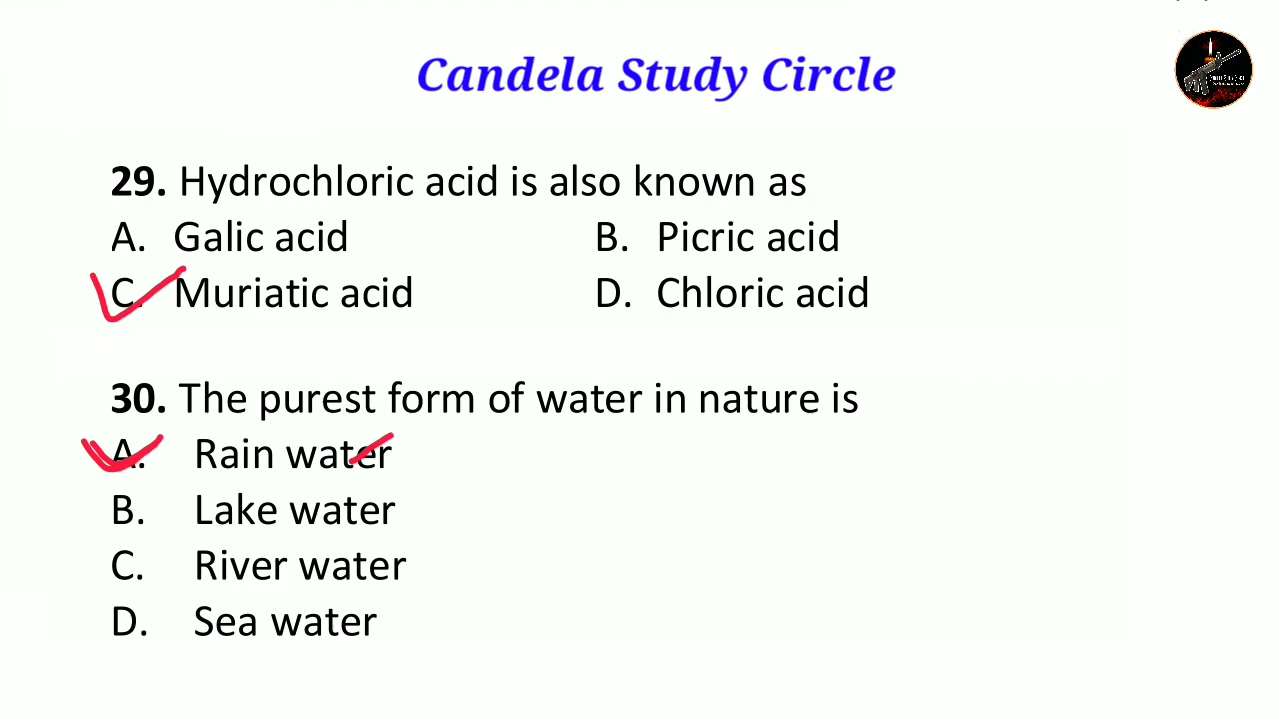 Candela Study Circle
29. Hydrochloric acid is also known as
A. Galic acid B. Picric acid
C. Muriatic acid D. Chloric acid
30. The purest form of water in nature is
A. Rain water
B. Lake water
C. River water
D. Sea water